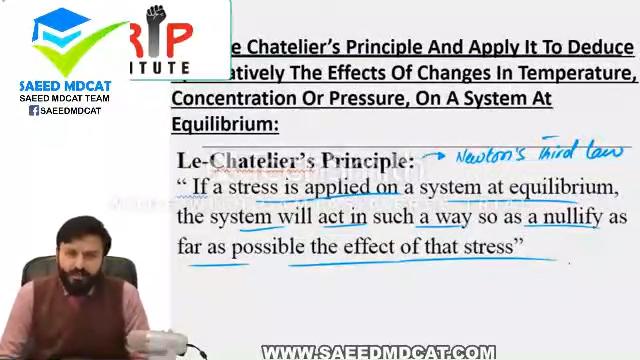 e Chatelier's Principle And Apply It To Deduce
atively The Effects Of Changes In Temperature,
Concentration Or Pressure, On A System At
Equilibrium:
Le-Chatelier's Principle: → Newton's Third Law
“ If a stress is applied on a system at equilibrium,
the system will act in such a way so as a nullify as
far as possible the effect of that stress”
SAEED MDCAT
SAEED MDCAT TEAM
SAEEDMDCAT
R P
ITUTE
WWW.SAEEDMDCAT.COM